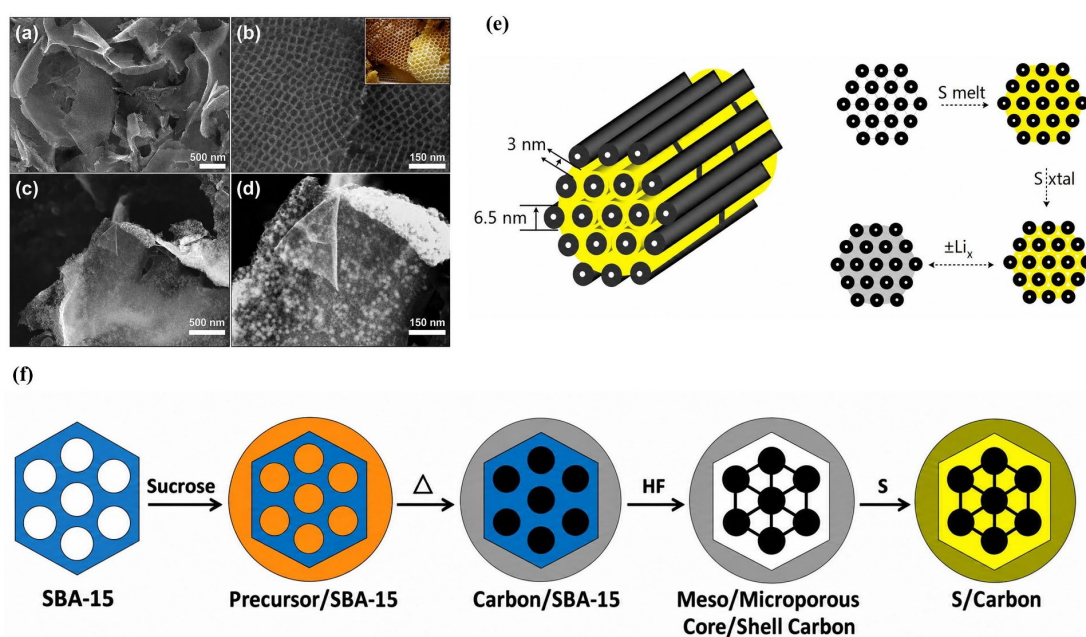 (a)
(b)
500 nm
150 nm
(c)
(d)
500 nm
150 nm
(e)
3 nm
6.5 nm
S melt
S xtal
±Liₓ
(f)
Sucrose
△
HF
S
SBA-15
Precursor/SBA-15
Carbon/SBA-15
Meso/Microporous
Core/Shell Carbon
S/Carbon